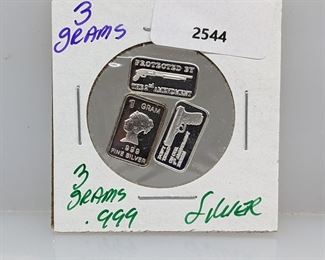 3
GRAMS
2544
PROTECTED BY
THE 2nd AMENDMENT
1
GRAM
999
FINE SILVER
3
GRAMS
.999
SILVER